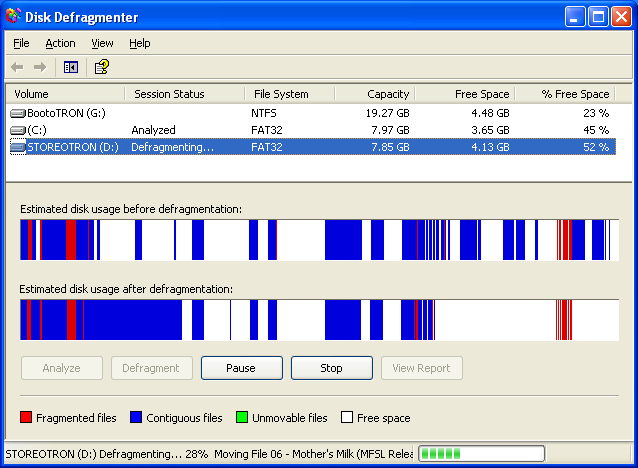 Disk Defragmenter
File Action View Help
Volume Session Status File System Capacity Free Space % Free Space
BootoTRON (G:) NTFS 19.27 GB 4.48 GB 23 %
(C:) Analyzed FAT32 7.97 GB 3.65 GB 45 %
STOREOTRON (D:) Defragmenting... FAT32 7.85 GB 4.13 GB 52 %
Estimated disk usage before defragmentation:
Estimated disk usage after defragmentation:
Analyze Defragment Pause Stop View Report
Fragmented files Contiguous files Unmovable files Free space
STOREOTRON (D:) Defragmenting... 28% Moving File 06 - Mother's Milk (MFSL Relea